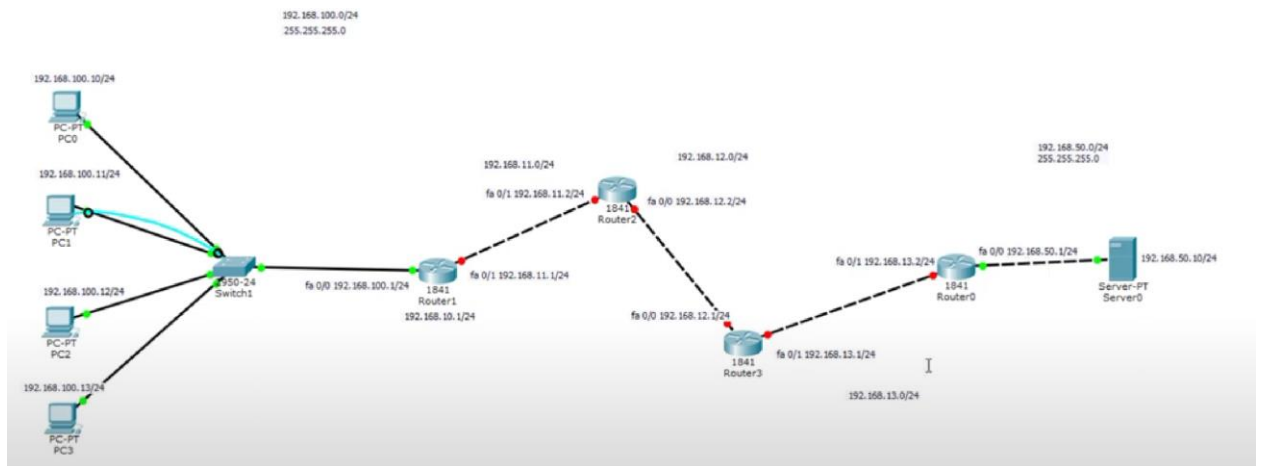 192.168.100.0/24
255.255.255.0
192.168.100.10/24
PC-PT
PC0
192.168.100.11/24
PC-PT
PC1
192.168.100.12/24
PC-PT
PC2
192.168.100.13/24
PC-PT
PC3
2950-24
Switch1
fa 0/0 192.168.100.1/24
1841
Router1
192.168.10.1/24
fa 0/1 192.168.11.1/24
192.168.11.0/24
fa 0/1 192.168.11.2/24
1841
Router2
192.168.12.0/24
fa 0/0 192.168.12.2/24
fa 0/0 192.168.12.1/24
1841
Router3
fa 0/1 192.168.13.1/24
192.168.13.0/24
fa 0/1 192.168.13.2/24
1841
Router0
fa 0/0 192.168.50.1/24
192.168.50.0/24
255.255.255.0
Server-PT
Server0
192.168.50.10/24